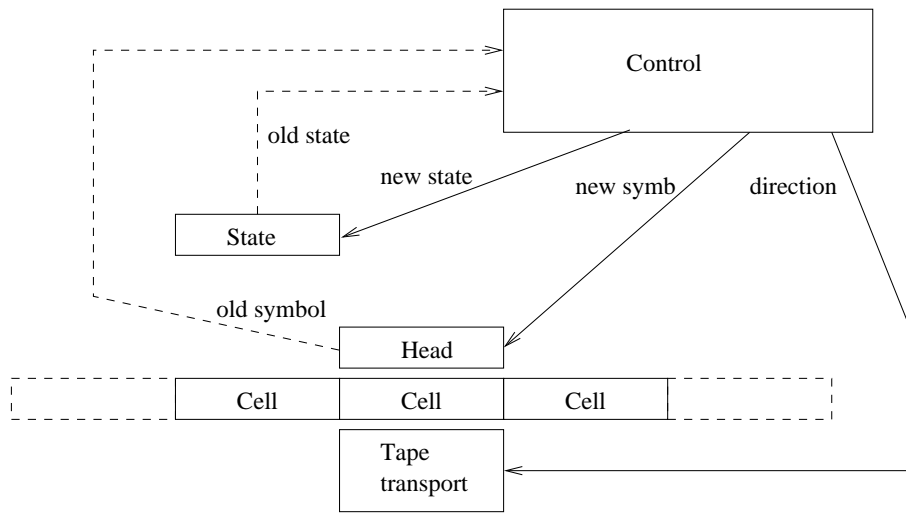 Control
old state
new state
new symb
direction
State
old symbol
Head
Cell
Cell
Cell
Tape
transport